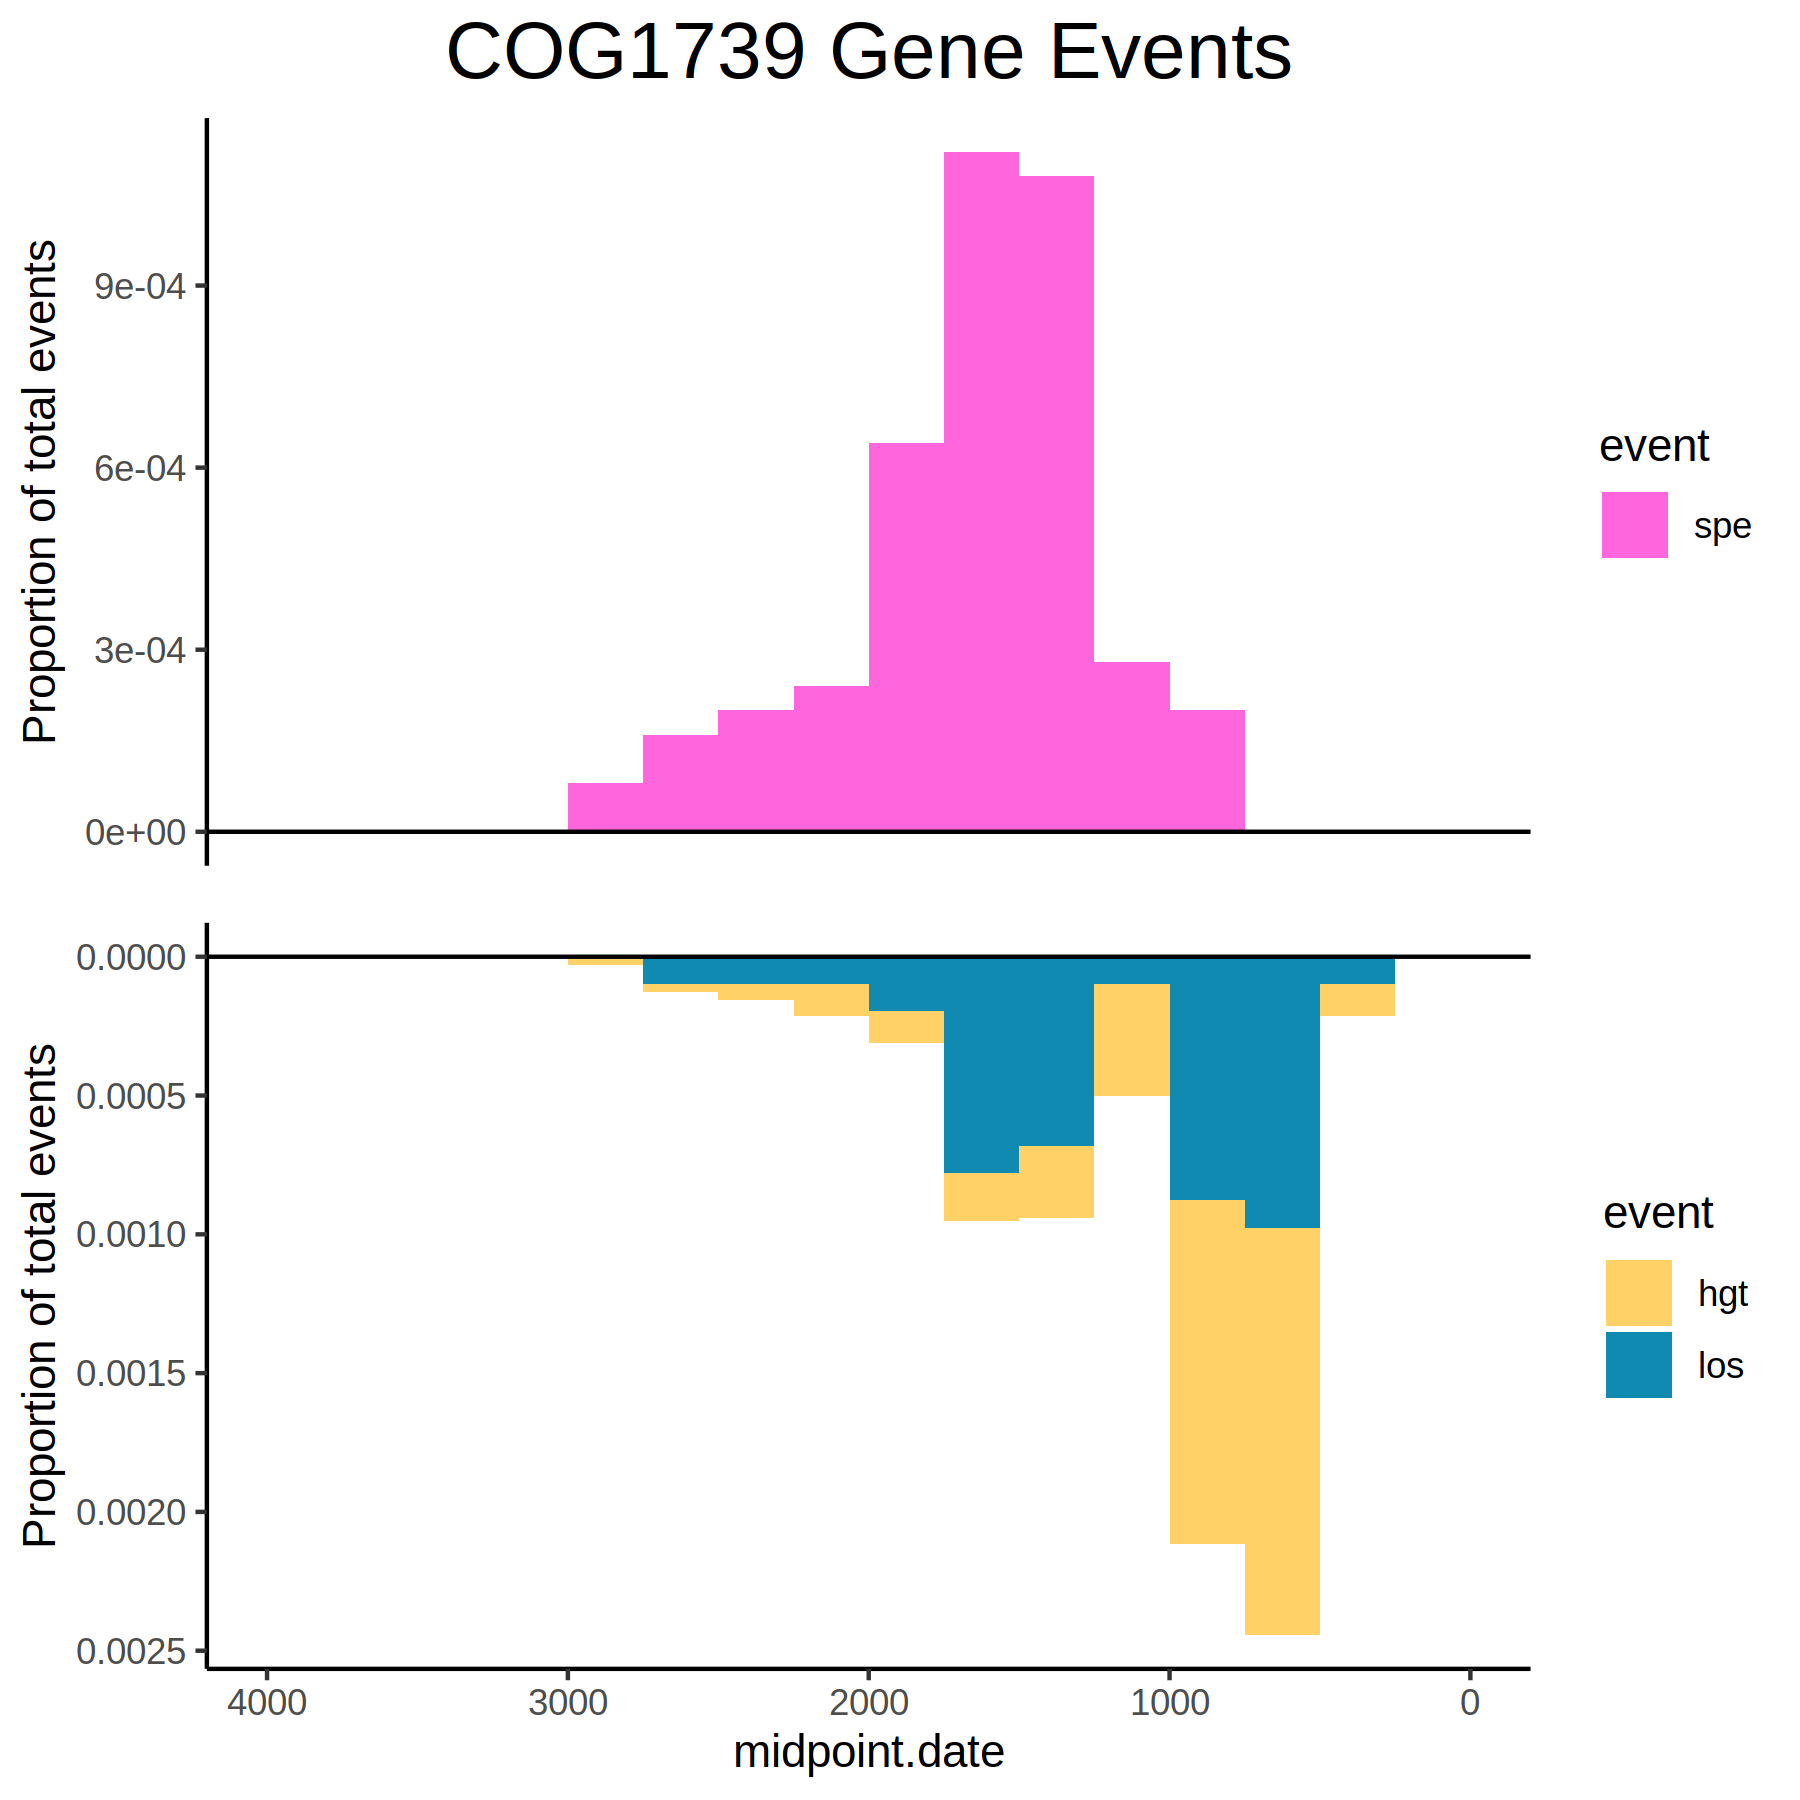 COG1739 Gene Events
Proportion of total events
9e-04
6e-04
3e-04
0e+00
event
spe
Proportion of total events
0.0000
0.0005
0.0010
0.0015
0.0020
0.0025
event
hgt
los
4000 3000 2000 1000 0
midpoint.date